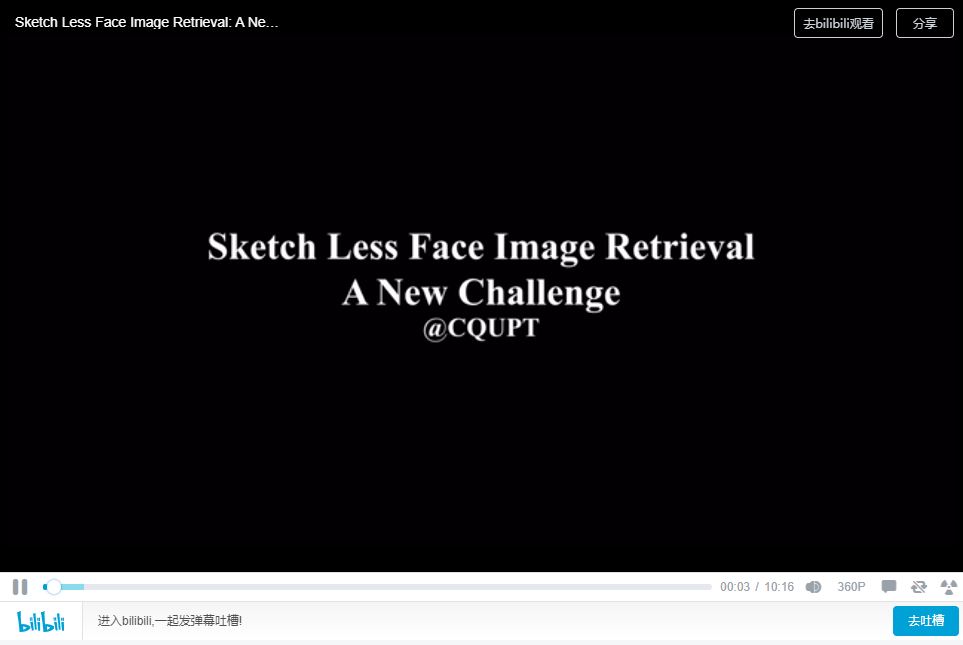 Sketch Less Face Image Retrieval: A Ne...
去bilibili观看
分享
Sketch Less Face Image Retrieval
A New Challenge
@CQUPT
00:03 / 10:16
360P
bilibili
进入bilibili,一起发弹幕吐槽!
去吐槽